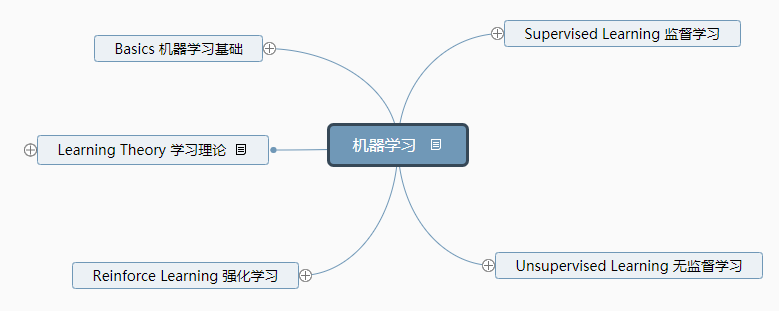 Basics 机器学习基础
Supervised Learning 监督学习
Learning Theory 学习理论
机器学习
Reinforce Learning 强化学习
Unsupervised Learning 无监督学习